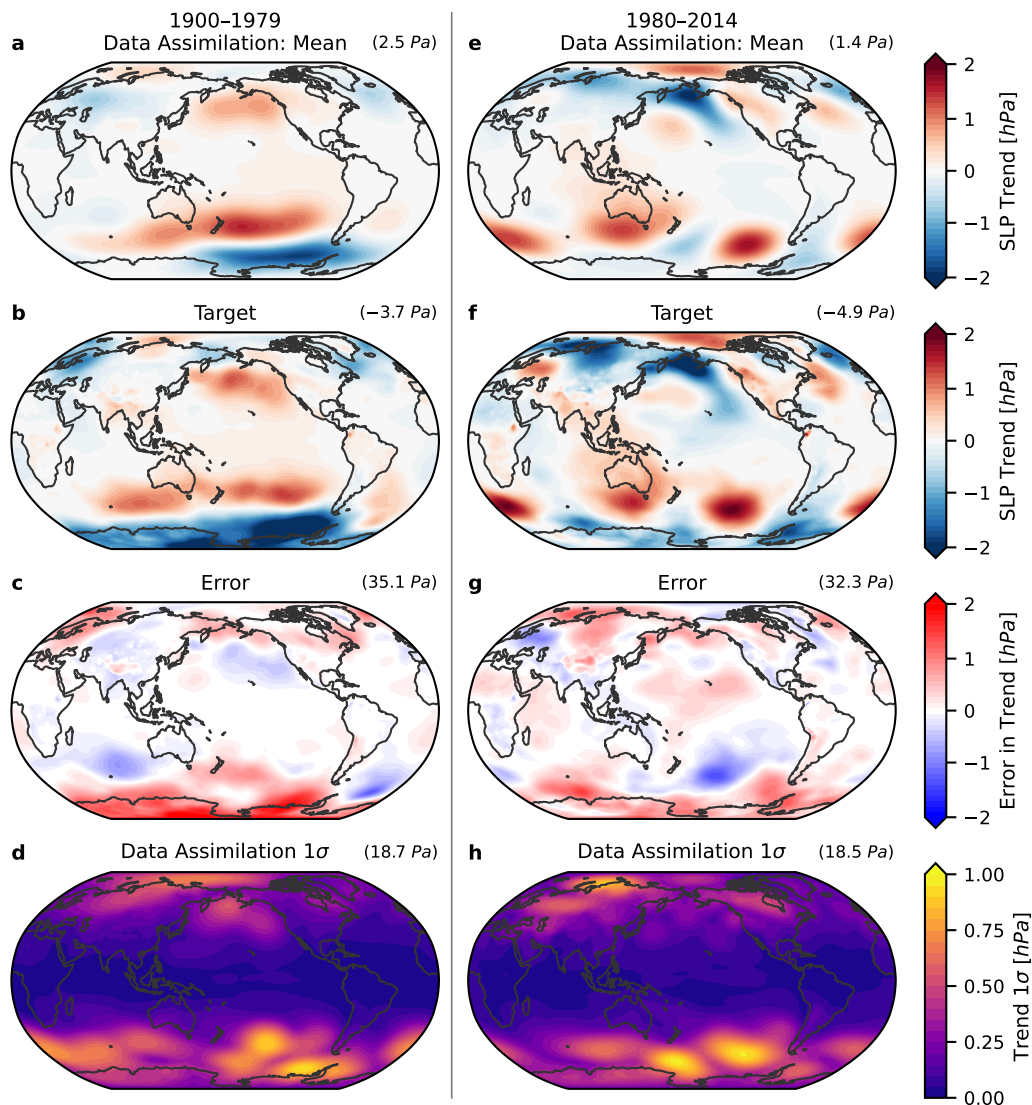 1900–1979
a Data Assimilation: Mean (2.5 Pa)
1980–2014
e Data Assimilation: Mean (1.4 Pa)
2
1
0
−1
−2
SLP Trend [hPa]
b Target (−3.7 Pa)
f Target (−4.9 Pa)
2
1
0
−1
−2
SLP Trend [hPa]
c Error (35.1 Pa)
g Error (32.3 Pa)
2
1
0
−1
−2
Error in Trend [hPa]
d Data Assimilation 1σ (18.7 Pa)
h Data Assimilation 1σ (18.5 Pa)
1.00
0.75
0.50
0.25
0.00
Trend 1σ [hPa]